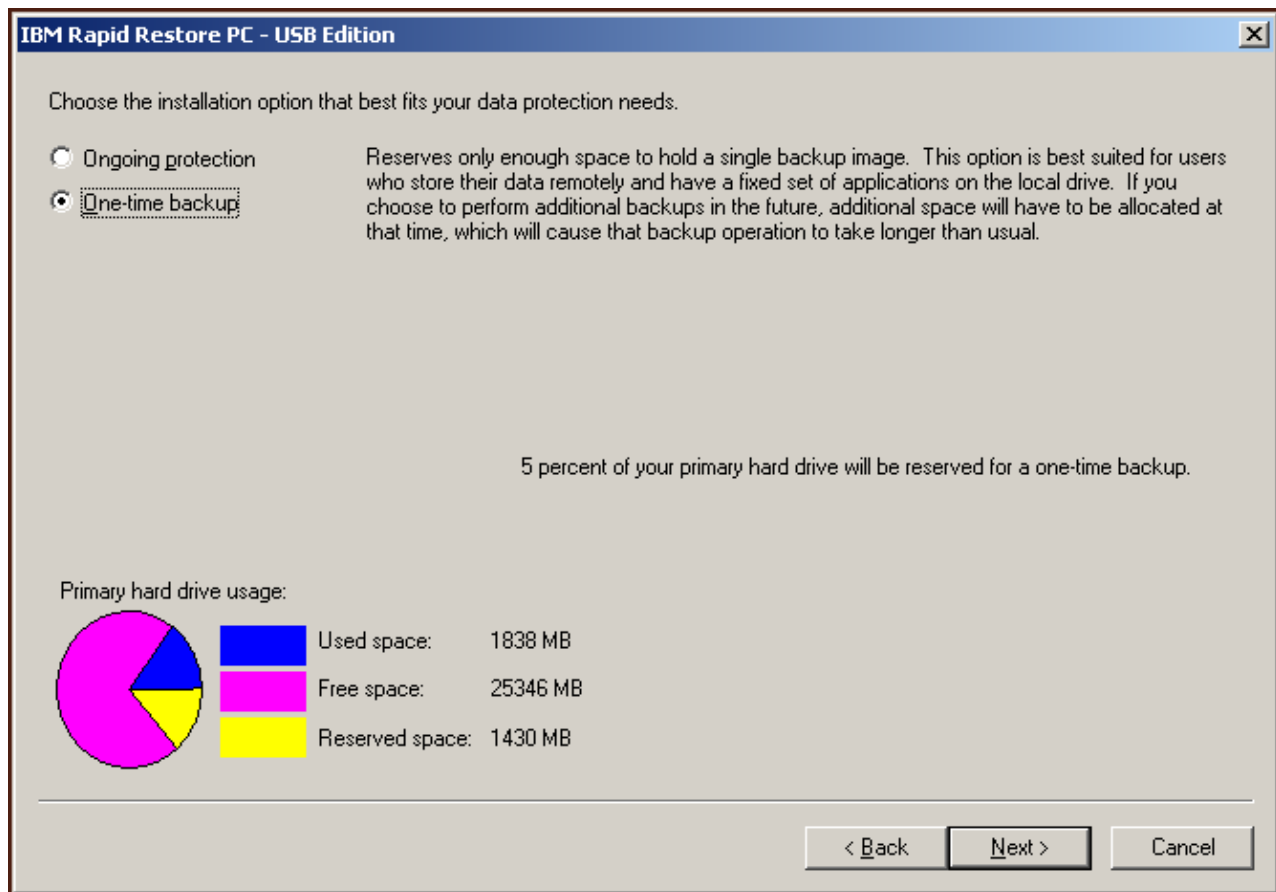 IBM Rapid Restore PC - USB Edition
Choose the installation option that best fits your data protection needs.
Ongoing protection
One-time backup
Reserves only enough space to hold a single backup image. This option is best suited for users
who store their data remotely and have a fixed set of applications on the local drive. If you
choose to perform additional backups in the future, additional space will have to be allocated at
that time, which will cause that backup operation to take longer than usual.
5 percent of your primary hard drive will be reserved for a one-time backup.
Primary hard drive usage:
Used space: 1838 MB
Free space: 25346 MB
Reserved space: 1430 MB
< Back Next > Cancel